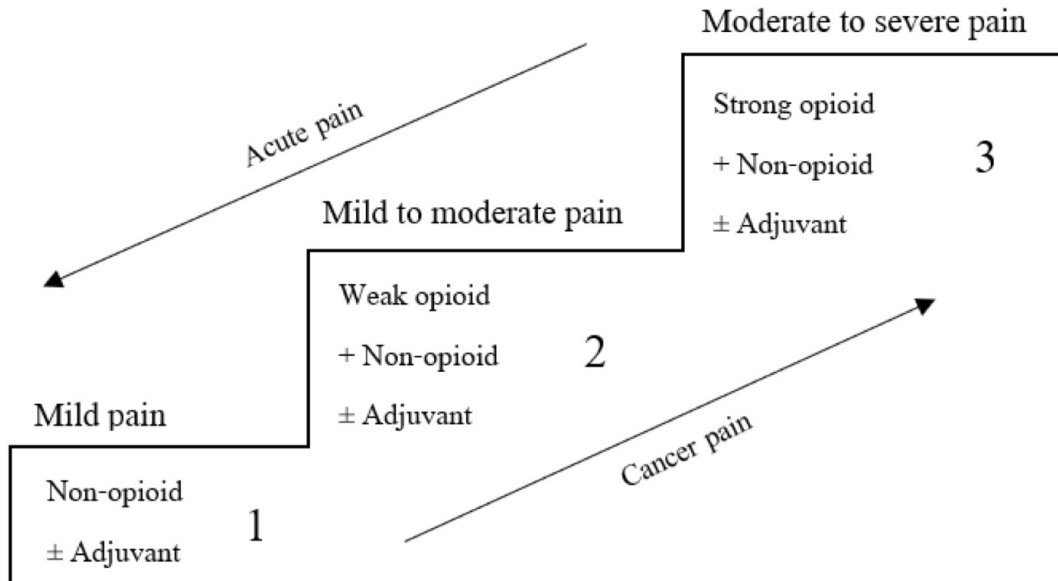 Moderate to severe pain
Strong opioid
+ Non-opioid
± Adjuvant
3
Acute pain
Mild to moderate pain
Weak opioid
+ Non-opioid
± Adjuvant
2
Mild pain
Non-opioid
± Adjuvant
1
Cancer pain